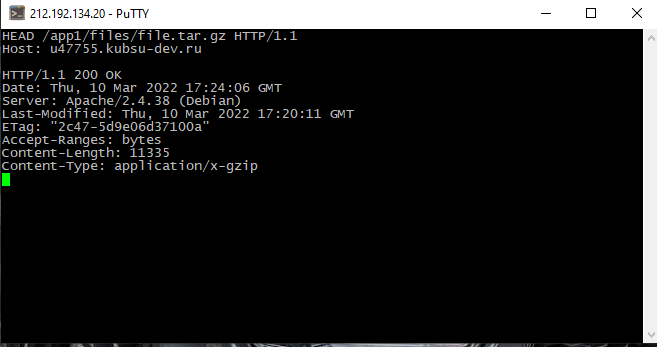 212.192.134.20 - PuTTY
HEAD /app1/files/file.tar.gz HTTP/1.1
Host: u47755.kubsu-dev.ru
HTTP/1.1 200 OK
Date: Thu, 10 Mar 2022 17:24:06 GMT
Server: Apache/2.4.38 (Debian)
Last-Modified: Thu, 10 Mar 2022 17:20:11 GMT
ETag: "2c47-5d9e06d37100a"
Accept-Ranges: bytes
Content-Length: 11335
Content-Type: application/x-gzip